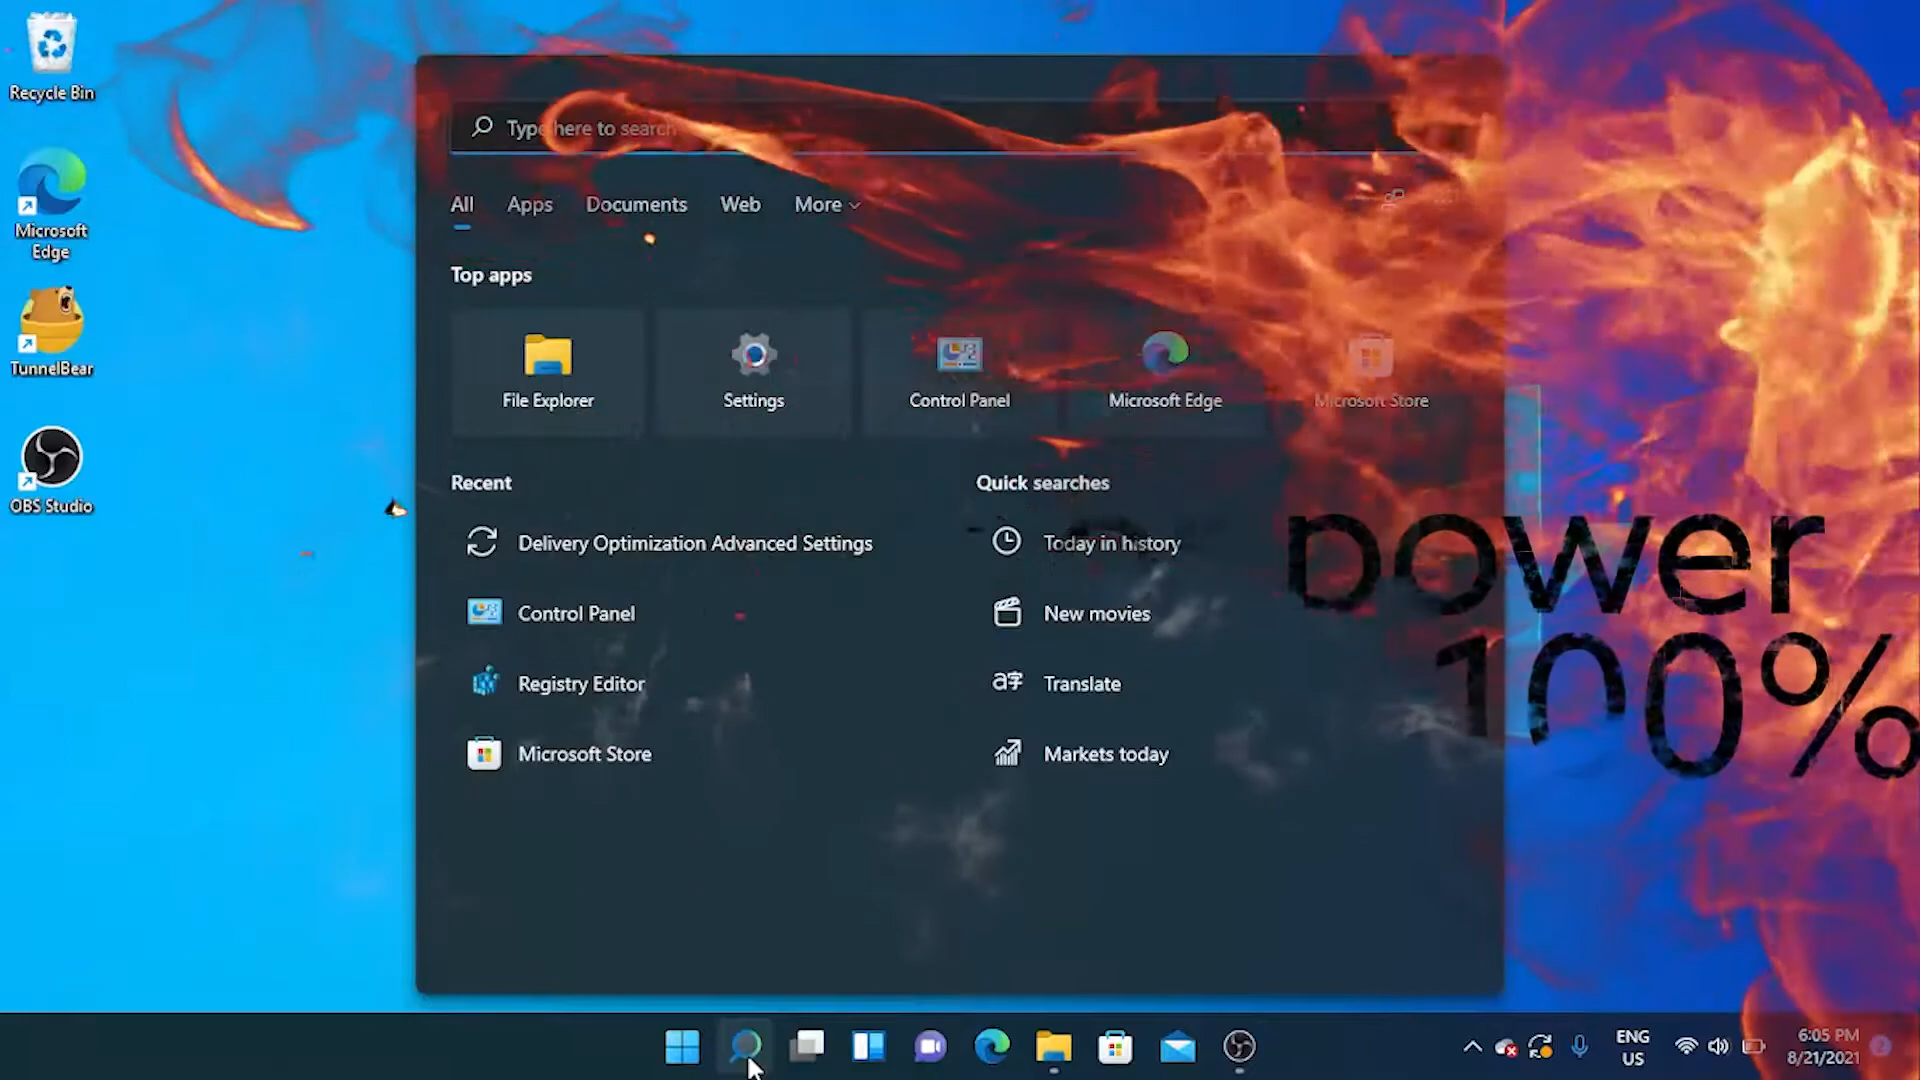 Recycle Bin
Microsoft
Edge
TunnelBear
OBS Studio
Type here to search
All Apps Documents Web More
Top apps
File Explorer
Settings
Control Panel
Microsoft Edge
Microsoft Store
Recent
Delivery Optimization Advanced Settings
Control Panel
Registry Editor
Microsoft Store
Quick searches
Today in history
New movies
Translate
Markets today
power
100%
ENG
US
6:05 PM
8/21/2021
2